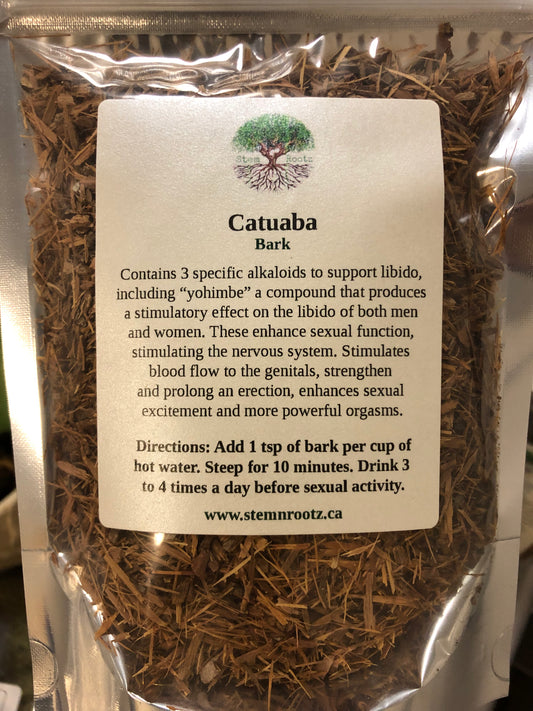 Stem Rootz
Catuaba
Bark
Contains 3 specific alkaloids to support libido,
including “yohimbe” a compound that produces
a stimulatory effect on the libido of both men
and women. These enhance sexual function,
stimulating the nervous system. Stimulates
blood flow to the genitals, strengthen
and prolong an erection, enhances sexual
excitement and more powerful orgasms.
Directions: Add 1 tsp of bark per cup of
hot water. Steep for 10 minutes. Drink 3
to 4 times a day before sexual activity.
www.stemnrootz.ca